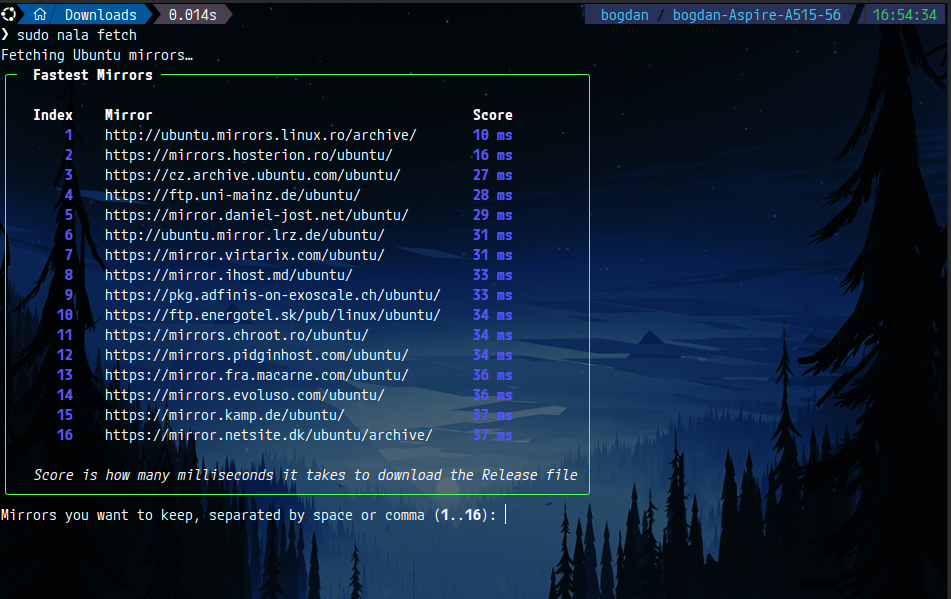 Downloads 0.014s bogdan / bogdan-Aspire-A515-56 16:54:34
❯ sudo nala fetch
Fetching Ubuntu mirrors…
Fastest Mirrors
Index Mirror Score
1 http://ubuntu.mirrors.linux.ro/archive/ 10 ms
2 https://mirrors.hosterion.ro/ubuntu/ 16 ms
3 https://cz.archive.ubuntu.com/ubuntu/ 27 ms
4 https://ftp.uni-mainz.de/ubuntu/ 28 ms
5 https://mirror.daniel-jost.net/ubuntu/ 29 ms
6 http://ubuntu.mirror.lrz.de/ubuntu/ 31 ms
7 https://mirror.virtarix.com/ubuntu/ 31 ms
8 https://mirror.ihost.md/ubuntu/ 33 ms
9 https://pkg.adfinis-on-exoscale.ch/ubuntu/ 33 ms
10 https://ftp.energotel.sk/pub/linux/ubuntu/ 34 ms
11 https://mirrors.chroot.ro/ubuntu/ 34 ms
12 https://mirrors.pidginhost.com/ubuntu/ 34 ms
13 https://mirror.fra.macarne.com/ubuntu/ 36 ms
14 https://mirrors.evoluso.com/ubuntu/ 36 ms
15 https://mirror.kamp.de/ubuntu/ 37 ms
16 https://mirror.netsite.dk/ubuntu/archive/ 37 ms
Score is how many milliseconds it takes to download the Release file
Mirrors you want to keep, separated by space or comma (1..16):